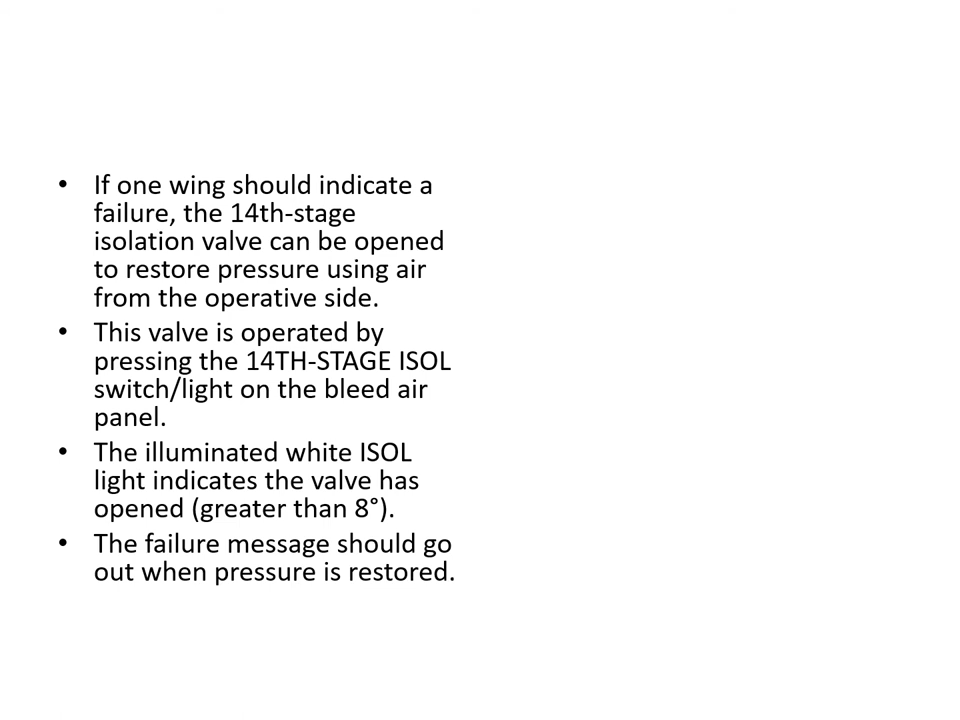 • If one wing should indicate a
failure, the 14th-stage
isolation valve can be opened
to restore pressure using air
from the operative side.
• This valve is operated by
pressing the 14TH-STAGE ISOL
switch/light on the bleed air
panel.
• The illuminated white ISOL
light indicates the valve has
opened (greater than 8°).
• The failure message should go
out when pressure is restored.